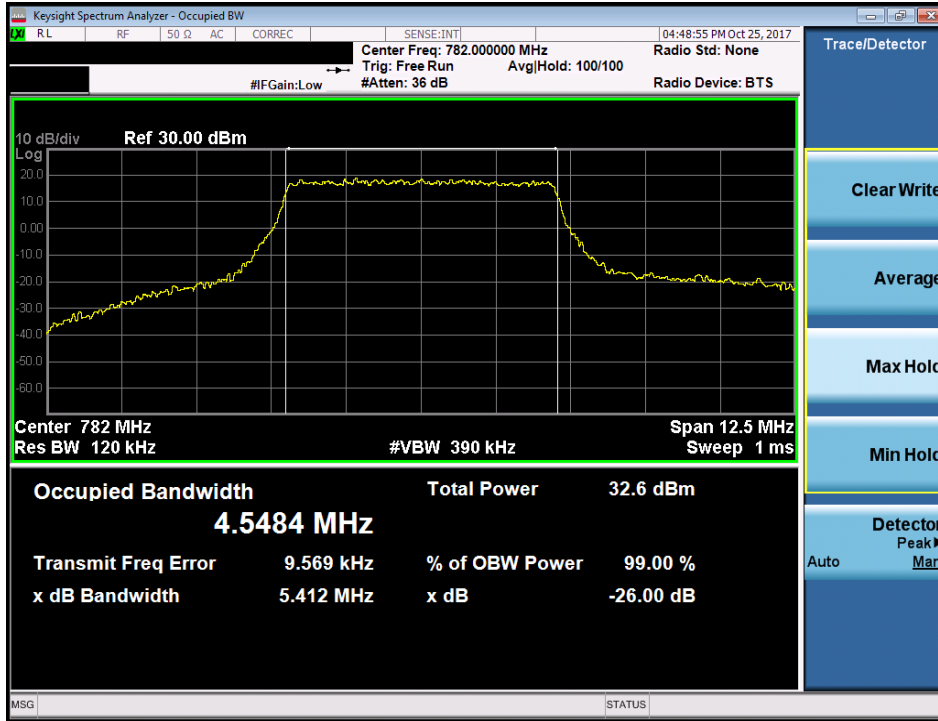 Keysight Spectrum Analyzer - Occupied BW
LXI RL RF 50 Ω AC CORREC SENSE:INT 04:48:55 PM Oct 25, 2017
Center Freq: 782.000000 MHz Radio Std: None
Trig: Free Run Avg|Hold: 100/100
#IFGain:Low #Atten: 36 dB Radio Device: BTS
10 dB/div Ref 30.00 dBm
Log
20.0
10.0
0.00
-10.0
-20.0
-30.0
-40.0
-50.0
-60.0
Center 782 MHz Span 12.5 MHz
Res BW 120 kHz #VBW 390 kHz Sweep 1 ms
Occupied Bandwidth Total Power 32.6 dBm
4.5484 MHz
Transmit Freq Error 9.569 kHz % of OBW Power 99.00 %
x dB Bandwidth 5.412 MHz x dB -26.00 dB
MSG STATUS
Trace/Detector
Clear Write
Average
Max Hold
Min Hold
Detector
Peak
Auto Man